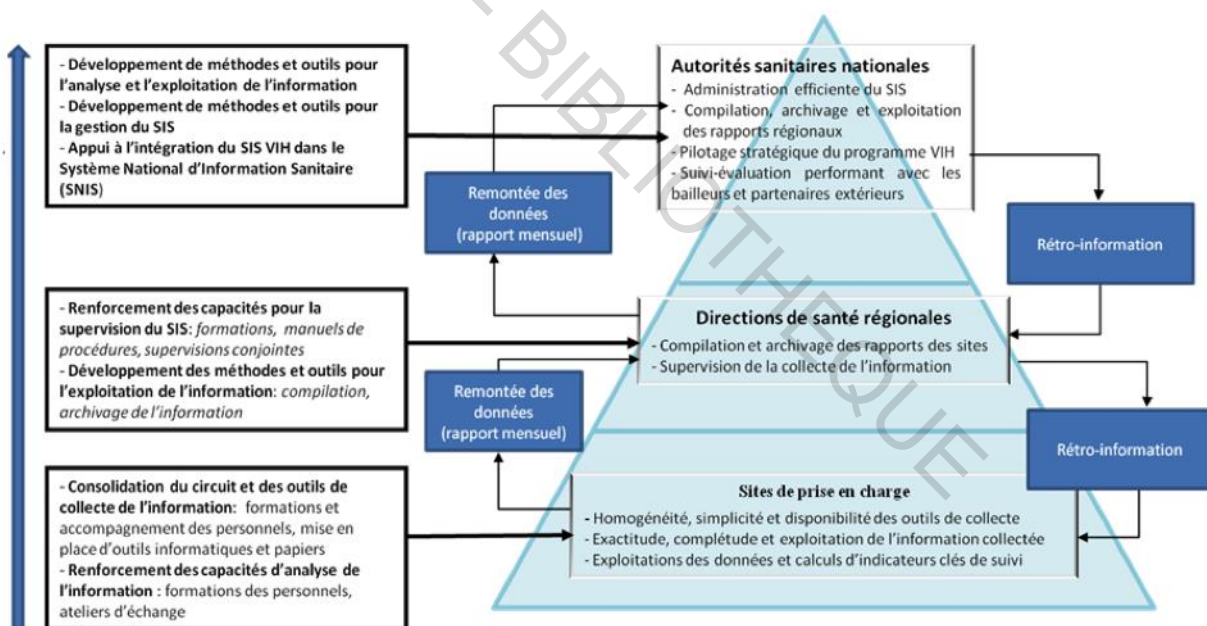 - Développement de méthodes et outils pour
l'analyse et l'exploitation de l'information
- Développement de méthodes et outils pour
la gestion du SIS
- Appui à l'intégration du SIS VIH dans le
Système National d'Information Sanitaire
(SNIS)
Autorités sanitaires nationales
- Administration efficiente du SIS
- Compilation, archivage et exploitation
des rapports régionaux
- Pilotage stratégique du programme VIH
- Suivi-évaluation performant avec les
bailleurs et partenaires extérieurs
Remontée des
données
(rapport mensuel)
Rétro-information
- Renforcement des capacités pour la
supervision du SIS: formations, manuels de
procédures, supervisions conjointes
- Développement des méthodes et outils pour
l'exploitation de l'information: compilation,
archivage de l'information
Directions de santé régionales
- Compilation et archivage des rapports des sites
- Supervision de la collecte de l'information
Remontée des
données
(rapport mensuel)
Rétro-information
- Consolidation du circuit et des outils de
collecte de l'information: formations et
accompagnement des personnels, mise en
place d'outils informatiques et papiers
- Renforcement des capacités d'analyse de
l'information : formations des personnels,
ateliers d'échange
Sites de prise en charge
- Homogénéité, simplicité et disponibilité des outils de collecte
- Exactitude, complétude et exploitation de l'information collectée
- Exploitations des données et calculs d'indicateurs clés de suivi
BIBLIOTHEQUE